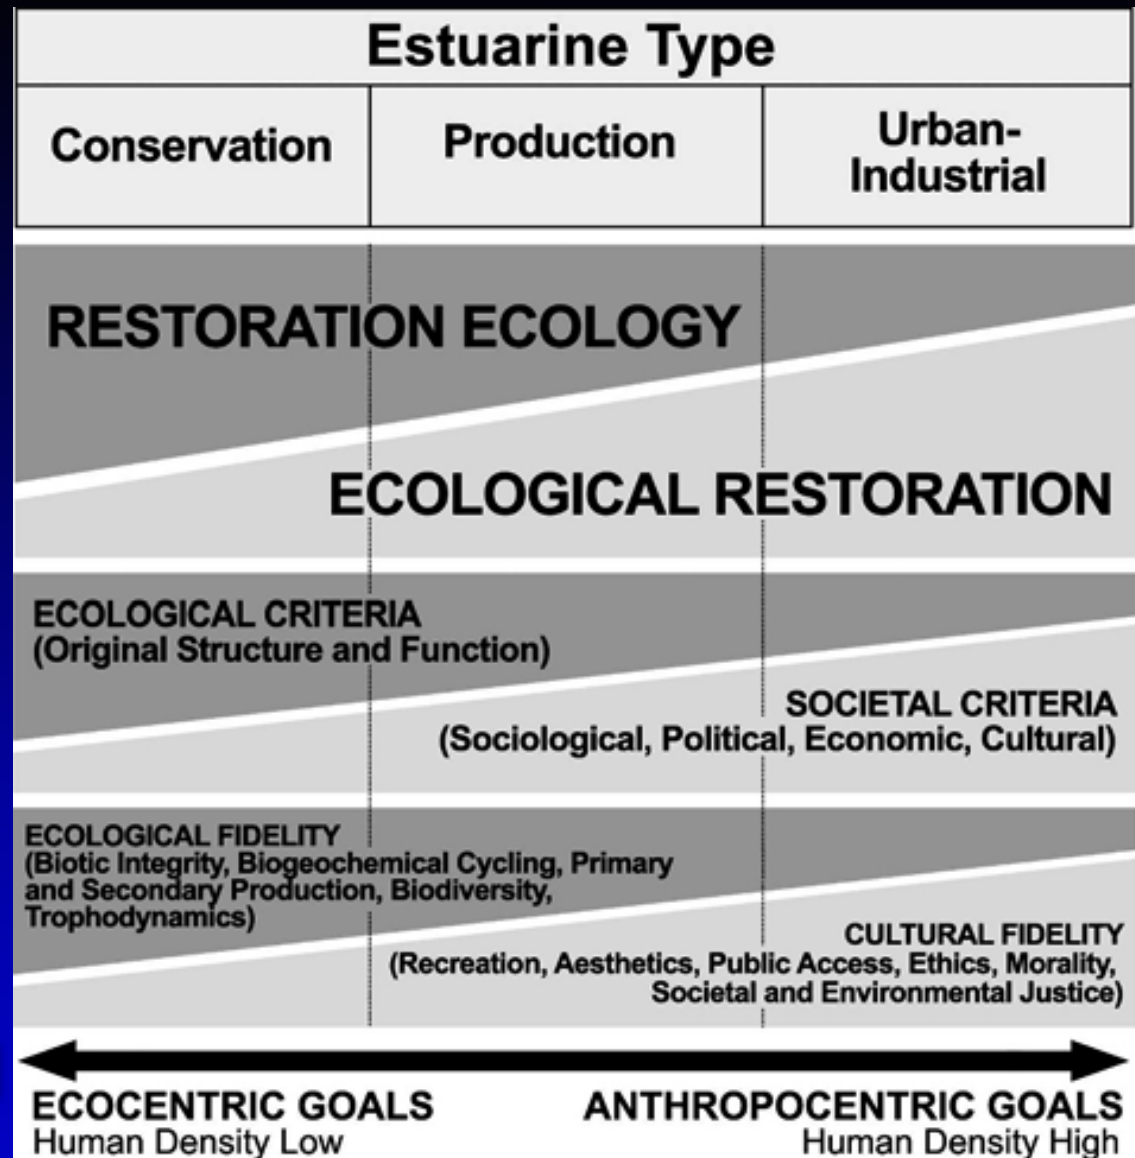 Estuarine Type
Conservation
Production
Urban-
Industrial
RESTORATION ECOLOGY
ECOLOGICAL RESTORATION
ECOLOGICAL CRITERIA
(Original Structure and Function)
SOCIETAL CRITERIA
(Sociological, Political, Economic, Cultural)
ECOLOGICAL FIDELITY
(Biotic Integrity, Biogeochemical Cycling, Primary
and Secondary Production, Biodiversity,
Trophodynamics)
CULTURAL FIDELITY
(Recreation, Aesthetics, Public Access, Ethics, Morality,
Societal and Environmental Justice)
ECOCENTRIC GOALS
Human Density Low
ANTHROPOCENTRIC GOALS
Human Density High